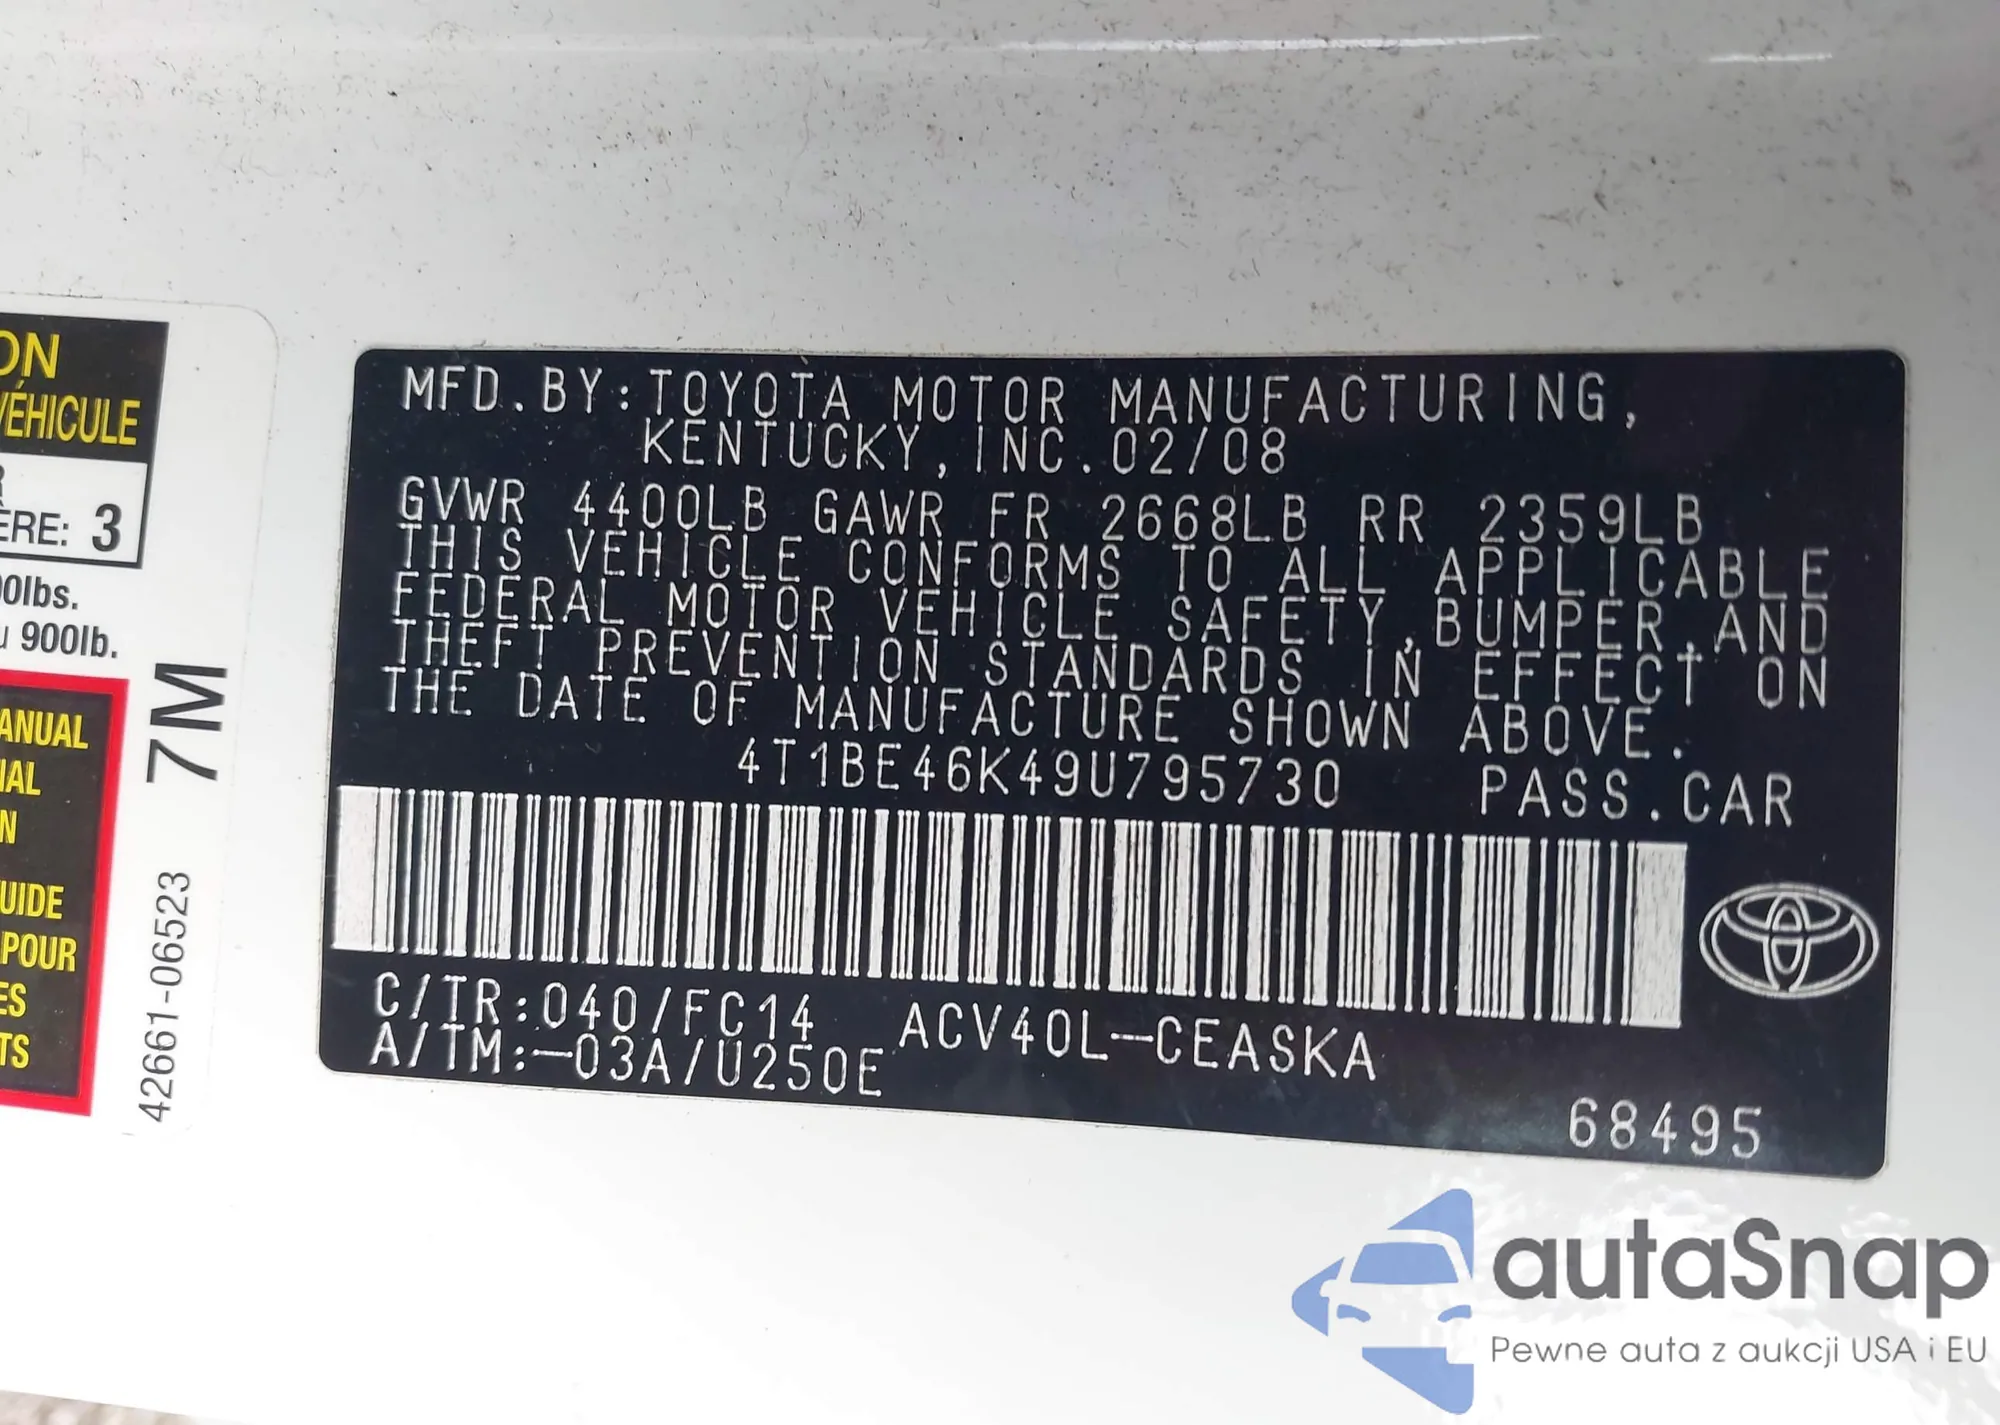 ON
VÉHICULE
R
ÈRE: 3
00lbs.
u 900lb.
ANUAL
IAL
N
UIDE
POUR
ES
TS
7M
42661-06523
MFD.BY:TOYOTA MOTOR MANUFACTURING,
KENTUCKY,INC.02/08
GVWR 4400LB GAWR FR 2668LB RR 2359LB
THIS VEHICLE CONFORMS TO ALL APPLICABLE
FEDERAL MOTOR VEHICLE SAFETY,BUMPER,AND
THEFT PREVENTION STANDARDS IN EFFECT ON
THE DATE OF MANUFACTURE SHOWN ABOVE.
4T1BE46K49U795730 PASS.CAR
C/TR:040/FC14 ACV40L-CEASKA
A/TM:-03A/U250E
68495
autaSnap
Pewne auta z aukcji USA i EU